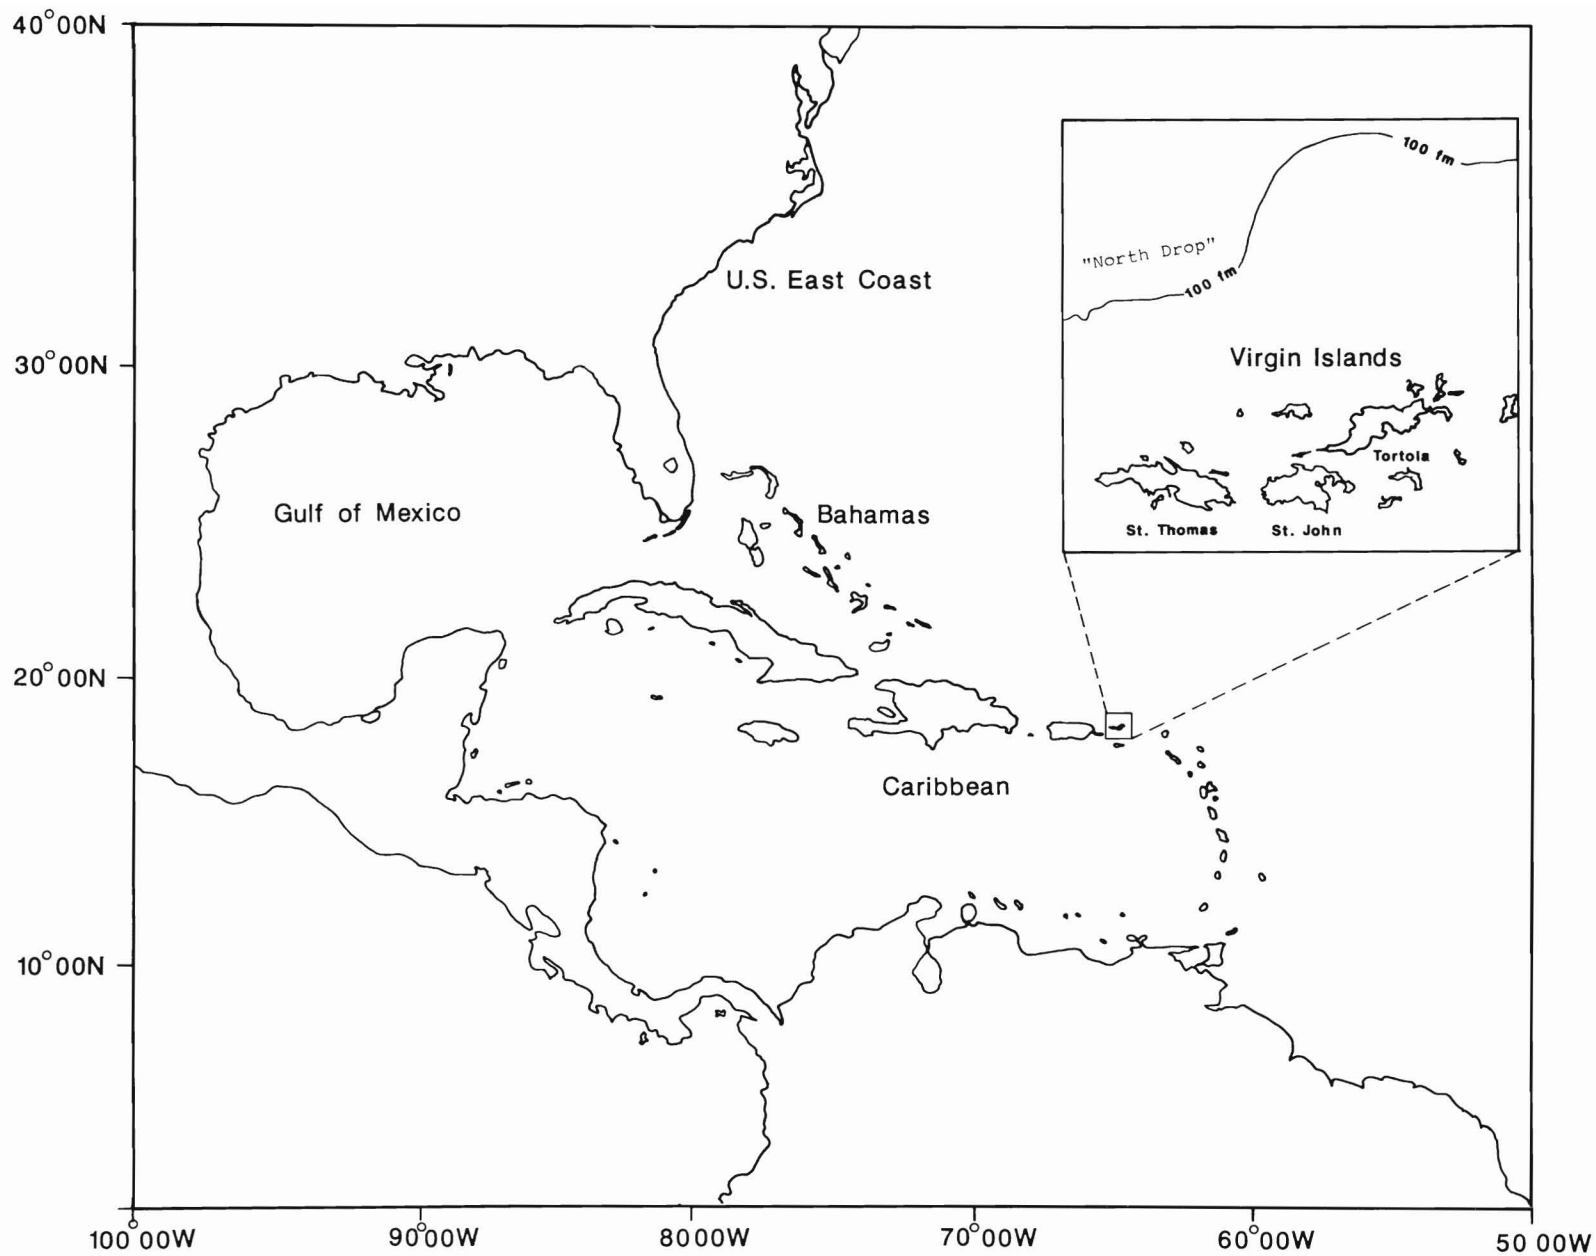 40°00N
100 fm
"North Drop"
U.S. East Coast
100 fm
30°00N
Virgin Islands
Tortola
Gulf of Mexico
Bahamas
St. Thomas
St. John
20°00N
Caribbean
10°00N
100°00W
90°00W
80°00W
70°00W
60°00W
50 00W